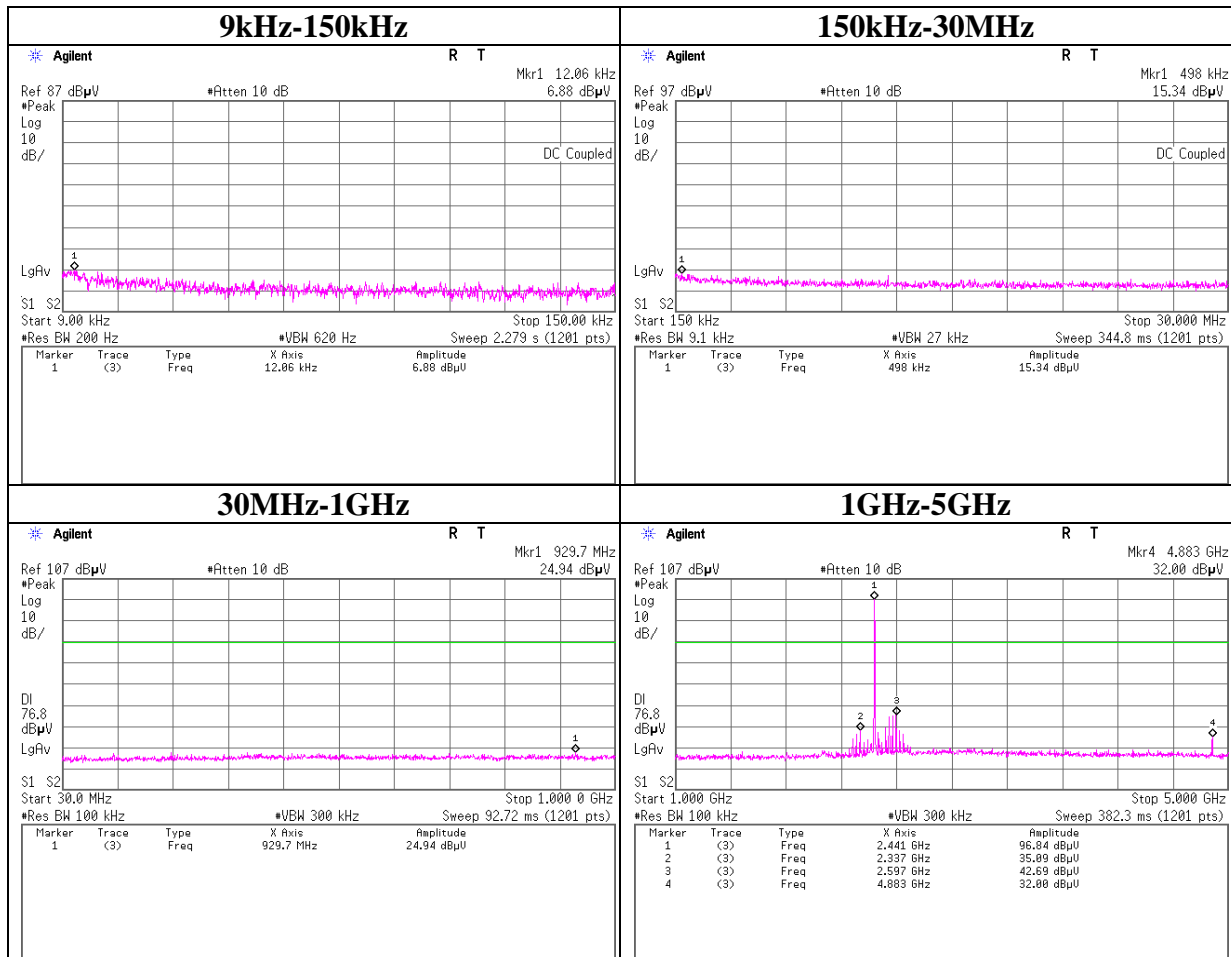 9kHz-150kHz
Agilent R T
Mkr1 12.06 kHz
Ref 87 dBµV #Atten 10 dB 6.88 dBµV
#Peak
Log
10
dB/
DC Coupled
1
LgAv
S1 S2
Start 9.00 kHz Stop 150.00 kHz
#Res BW 200 Hz #VBW 620 Hz Sweep 2.279 s (1201 pts)
Marker Trace Type X Axis Amplitude
1 (3) Freq 12.06 kHz 6.88 dBµV
150kHz-30MHz
Agilent R T
Mkr1 498 kHz
Ref 97 dBµV #Atten 10 dB 15.34 dBµV
#Peak
Log
10
dB/
DC Coupled
1
LgAv
S1 S2
Start 150 kHz Stop 30.000 MHz
#Res BW 9.1 kHz #VBW 27 kHz Sweep 344.8 ms (1201 pts)
Marker Trace Type X Axis Amplitude
1 (3) Freq 498 kHz 15.34 dBµV
30MHz-1GHz
Agilent R T
Mkr1 929.7 MHz
Ref 107 dBµV #Atten 10 dB 24.94 dBµV
#Peak
Log
10
dB/
DI
76.8
dBµV
LgAv
1
S1 S2
Start 30.0 MHz Stop 1.000 0 GHz
#Res BW 100 kHz #VBW 300 kHz Sweep 92.72 ms (1201 pts)
Marker Trace Type X Axis Amplitude
1 (3) Freq 929.7 MHz 24.94 dBµV
1GHz-5GHz
Agilent R T
Mkr4 4.883 GHz
Ref 107 dBµV #Atten 10 dB 32.00 dBµV
#Peak
1
Log
10
dB/
DI
76.8
3
dBµV
2
4
LgAv
S1 S2
Start 1.000 GHz Stop 5.000 GHz
#Res BW 100 kHz #VBW 300 kHz Sweep 382.3 ms (1201 pts)
Marker Trace Type X Axis Amplitude
1 (3) Freq 2.441 GHz 96.84 dBµV
2 (3) Freq 2.337 GHz 35.09 dBµV
3 (3) Freq 2.597 GHz 42.69 dBµV
4 (3) Freq 4.883 GHz 32.00 dBµV